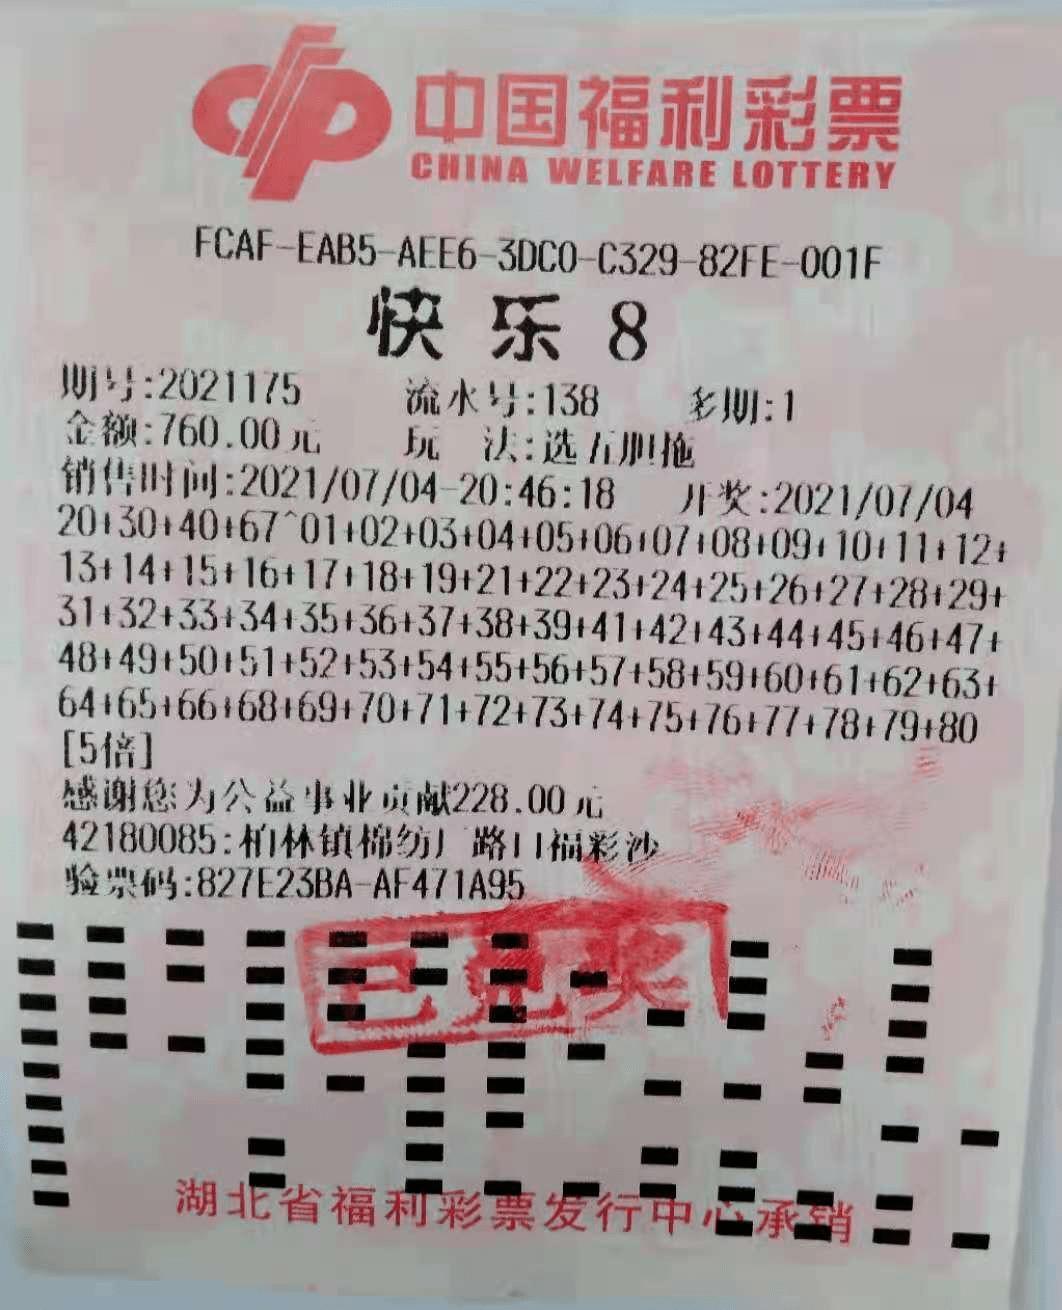 中国福利彩票
CHINA WELFARE LOTTERY
FCAF-EAB5-AEE6-3DC0-C329-82FE-001F
快乐8
期号:2021175 流水号:138 多期:1
金额:760.00元 玩 法:选五胆拖
销售时间:2021/07/04-20:46:18 开奖:2021/07/04
20+30+40+67^01+02+03+04+05+06+07+08+09+10+11+12+
13+14+15+16+17+18+19+21+22+23+24+25+26+27+28+29+
31+32+33+34+35+36+37+38+39+41+42+43+44+45+46+47+
48+49+50+51+52+53+54+55+56+57+58+59+60+61+62+63+
64+65+66+68+69+70+71+72+73+74+75+76+77+78+79+80
[5倍]
感谢您为公益事业贡献228.00元
42180085:柏林镇棉纺厂路口福彩沙
验票码:827E23BA-AF471A95
已兑奖
湖北省福利彩票发行中心承销